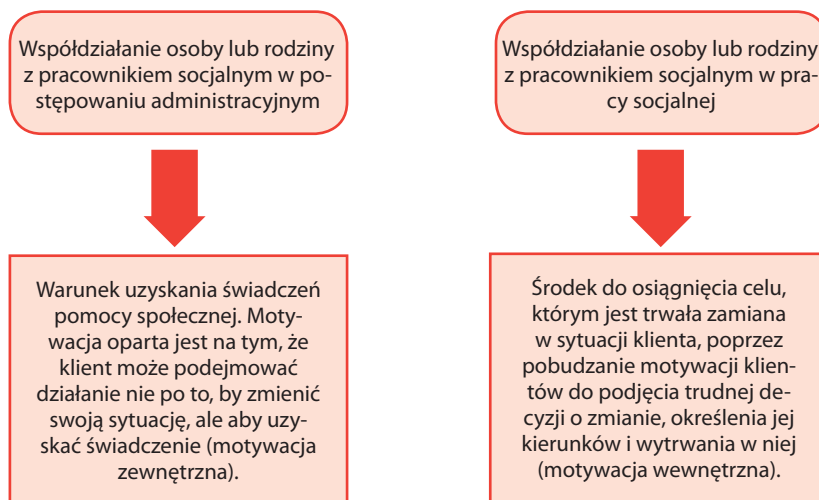 Współdziałanie osoby lub rodziny
z pracownikiem socjalnym w po-
stępowaniu administracyjnym
Współdziałanie osoby lub rodziny
z pracownikiem socjalnym w pra-
cy socjalnej
Warunek uzyskania świadczeń
pomocy społecznej. Moty-
wacja oparta jest na tym, że
klient może podejmować
działanie nie po to, by zmienić
swoją sytuację, ale aby uzy-
skać świadczenie (motywacja
zewnętrzna).
Środek do osiągnięcia celu,
którym jest trwała zamiana
w sytuacji klienta, poprzez
pobudzanie motywacji klien-
tów do podjęcia trudnej de-
cyzji o zmianie, określenia jej
kierunków i wytrwania w niej
(motywacja wewnętrzna).